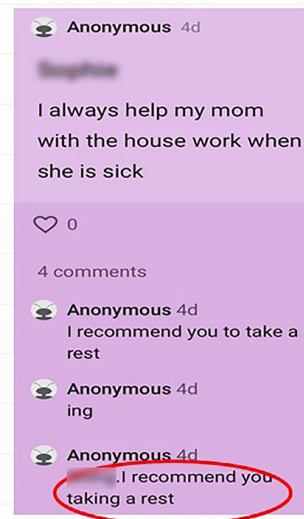 Anonymous 4d
I always help my mom
with the house work when
she is sick
0
4 comments
Anonymous 4d
I recommend you to take a
rest
Anonymous 4d
ing
Anonymous 4d
.I recommend you
taking a rest